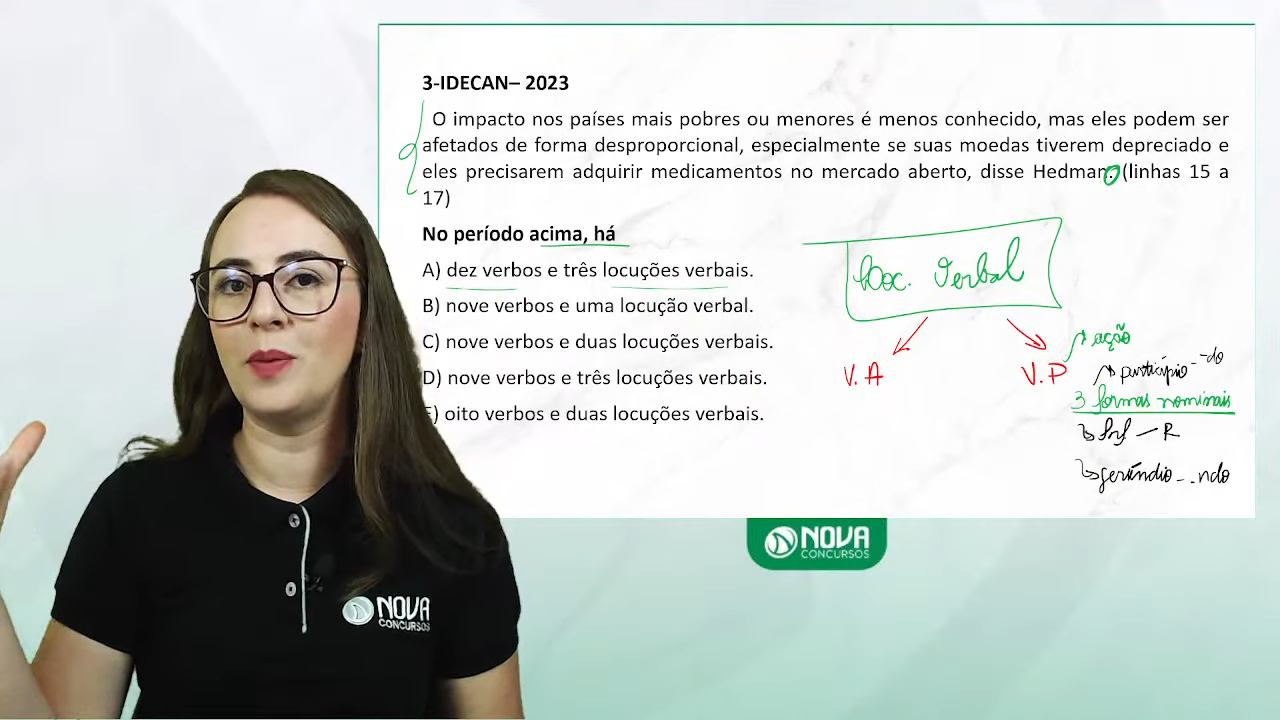 3-IDECAN– 2023
O impacto nos países mais pobres ou menores é menos conhecido, mas eles podem ser
afetados de forma desproporcional, especialmente se suas moedas tiverem depreciado e
eles precisarem adquirir medicamentos no mercado aberto, disse Hedman. (linhas 15 a
17)
No período acima, há
A) dez verbos e três locuções verbais.
B) nove verbos e uma locução verbal.
C) nove verbos e duas locuções verbais.
D) nove verbos e três locuções verbais.
E) oito verbos e duas locuções verbais.
Loc. Verbal
V.A
V.P
ação
particípio - do
3 formas nominais
Inf – R
gerúndio - ndo
NOVA
CONCURSOS
NOVA
CONCURSOS